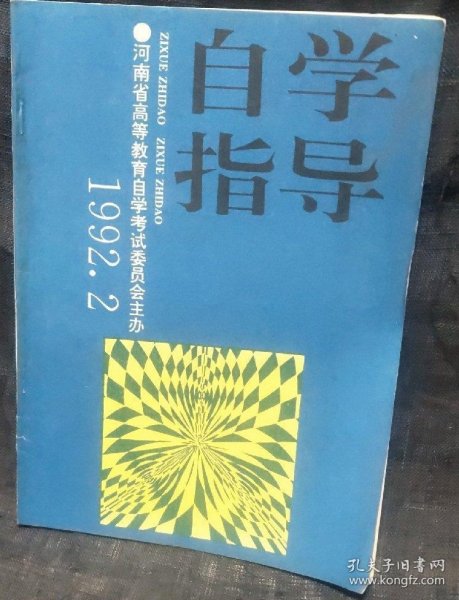 自学
指导
ZIXUE ZHIDAO ZIXUE ZHIDAO
●河南省高等教育自学考试委员会主办
1992.2
孔夫子旧书网
www.kongfz.com